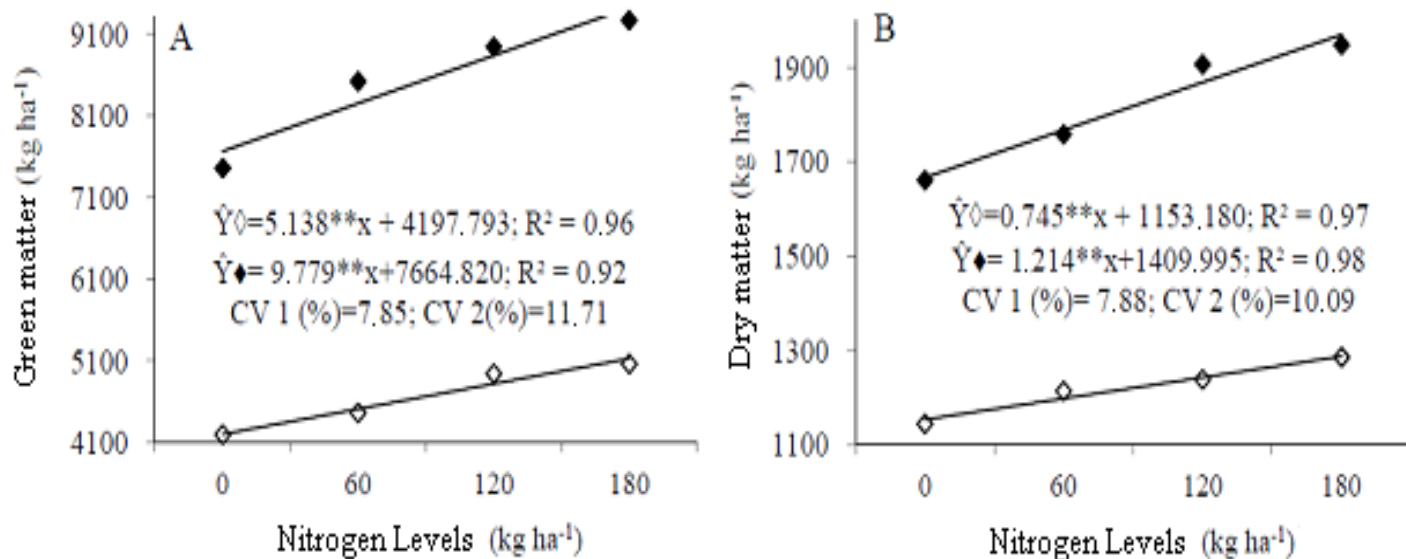 A
Green matter (kg ha⁻¹)
9100
8100
7100
6100
5100
4100
Ŷ◊=5.138**x + 4197.793; R² = 0.96
Ŷ♦= 9.779**x+7664.820; R² = 0.92
CV 1 (%)=7.85; CV 2(%)=11.71
0 60 120 180
Nitrogen Levels (kg ha⁻¹)
B
Dry matter (kg ha⁻¹)
1900
1700
1500
1300
1100
Ŷ◊=0.745**x + 1153.180; R² = 0.97
Ŷ♦= 1.214**x+1409.995; R² = 0.98
CV 1 (%)= 7.88; CV 2 (%)=10.09
0 60 120 180
Nitrogen Levels (kg ha⁻¹)